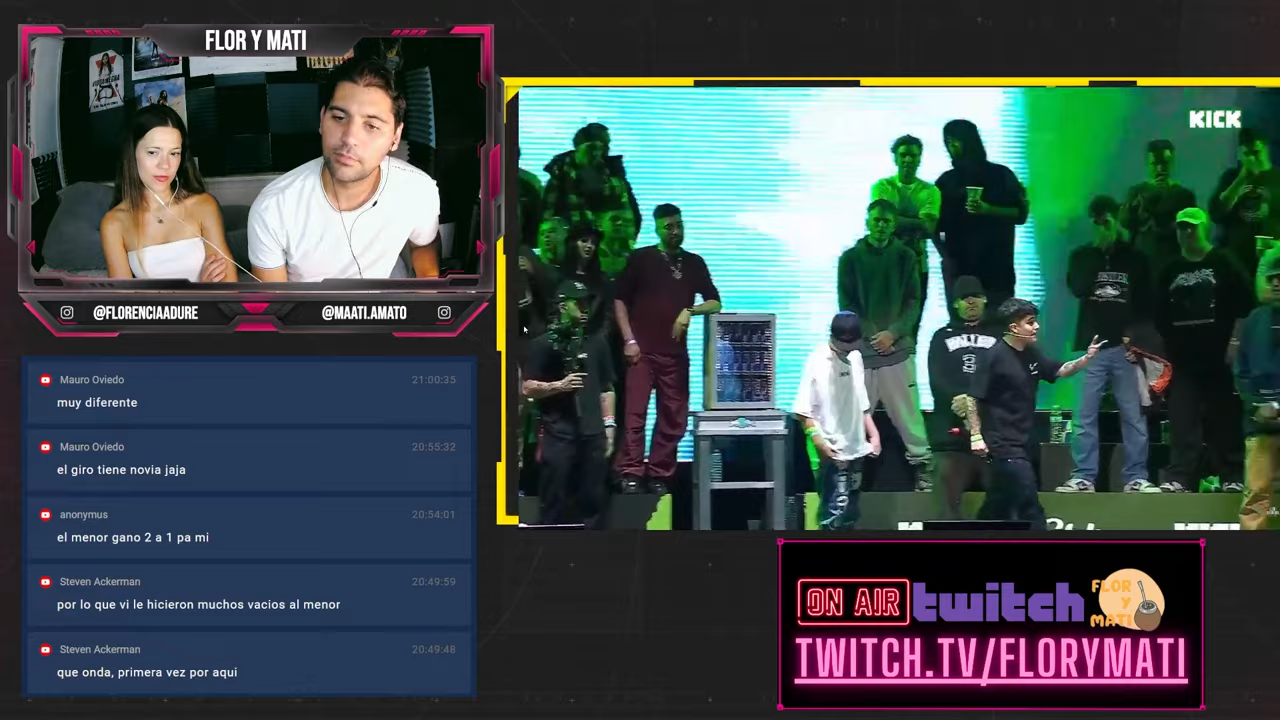 FLOR Y MATI
@FLORENCIAADURE
@MAATI.AMATO
Mauro Oviedo
21:00:35
muy diferente
Mauro Oviedo
20:55:32
el giro tiene novia jaja
anonymus
20:54:01
el menor gano 2 a 1 pa mi
Steven Ackerman
20:49:59
por lo que vi le hicieron muchos vacios al menor
Steven Ackerman
20:49:48
que onda, primera vez por aqui
KICK
ON AIR
twitch
FLOR
Y
MATI
TWITCH.TV/FLORYMATI